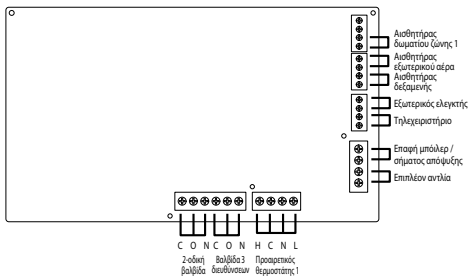 Αισθητήρας
δωματίου ζώνης 1
Αισθητήρας
εξωτερικού αέρα
Αισθητήρας
δεξαμενής
Εξωτερικός ελεγκτής
Τηλεχειριστήριο
Επαφή μπόιλερ /
σήματος απόψυξης
Επιπλέον αντλία
C O N C O N H C N L
2-οδική Βαλβίδα 3 Προαιρετικός
βαλβίδα διευθύνσεων θερμοστάτης 1